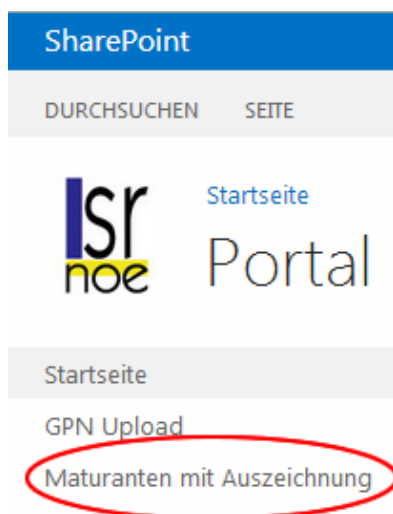 SharePoint
DURCHSUCHEN SEITE
lsr
noe
Startseite
Portal
Startseite
GPN Upload
Maturanten mit Auszeichnung